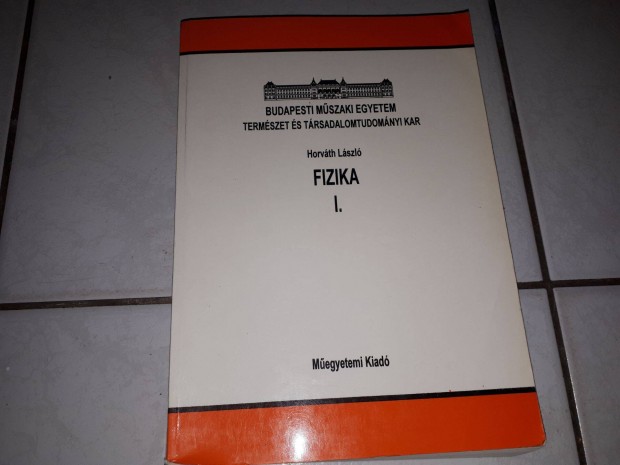 BUDAPESTI MŰSZAKI EGYETEM
TERMÉSZET ÉS TÁRSADALOMTUDOMÁNYI KAR
Horváth László
FIZIKA
I.
Műegyetemi Kiadó